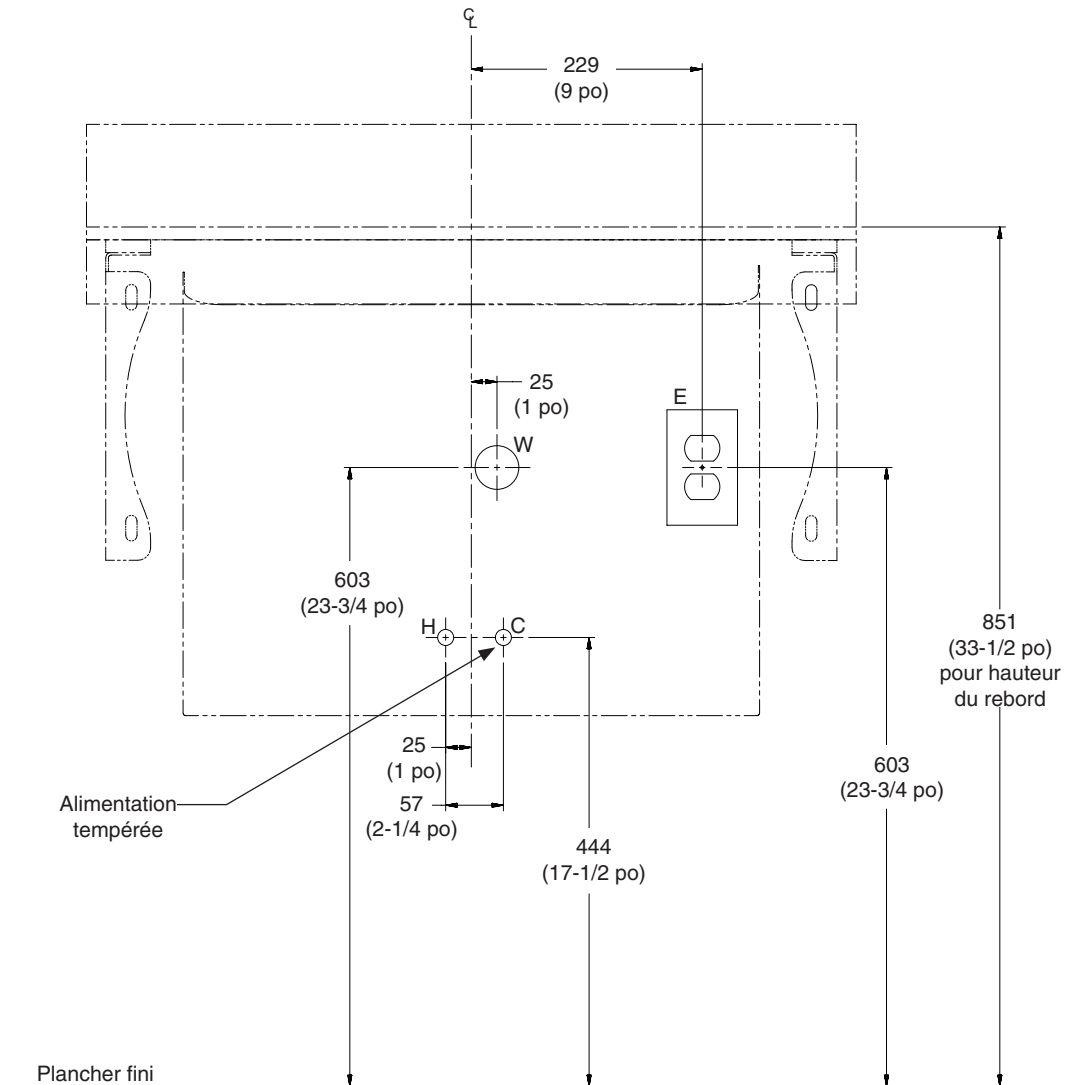 ℄
229
(9 po)
25
(1 po)
E
W
603
(23-3/4 po)
H
C
851
(33-1/2 po)
pour hauteur
du rebord
25
(1 po)
603
(23-3/4 po)
57
(2-1/4 po)
Alimentation
tempérée
444
(17-1/2 po)
Plancher fini